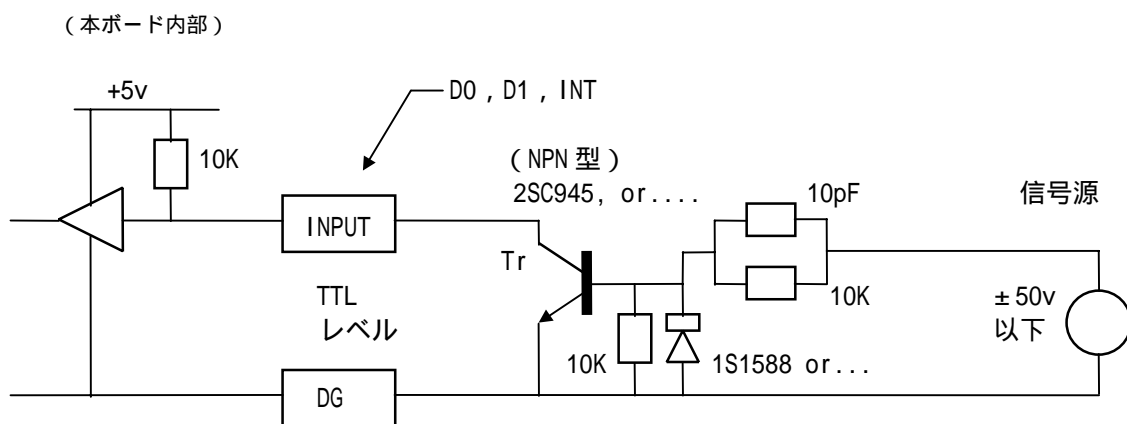 (本ボード内部)
+5v
D0 , D1 , INT
10K
(NPN 型)
2SC945, or....
10pF
信号源
INPUT
Tr
TTL
レベル
10K
±50v
以下
10K
1S1588 or...
DG